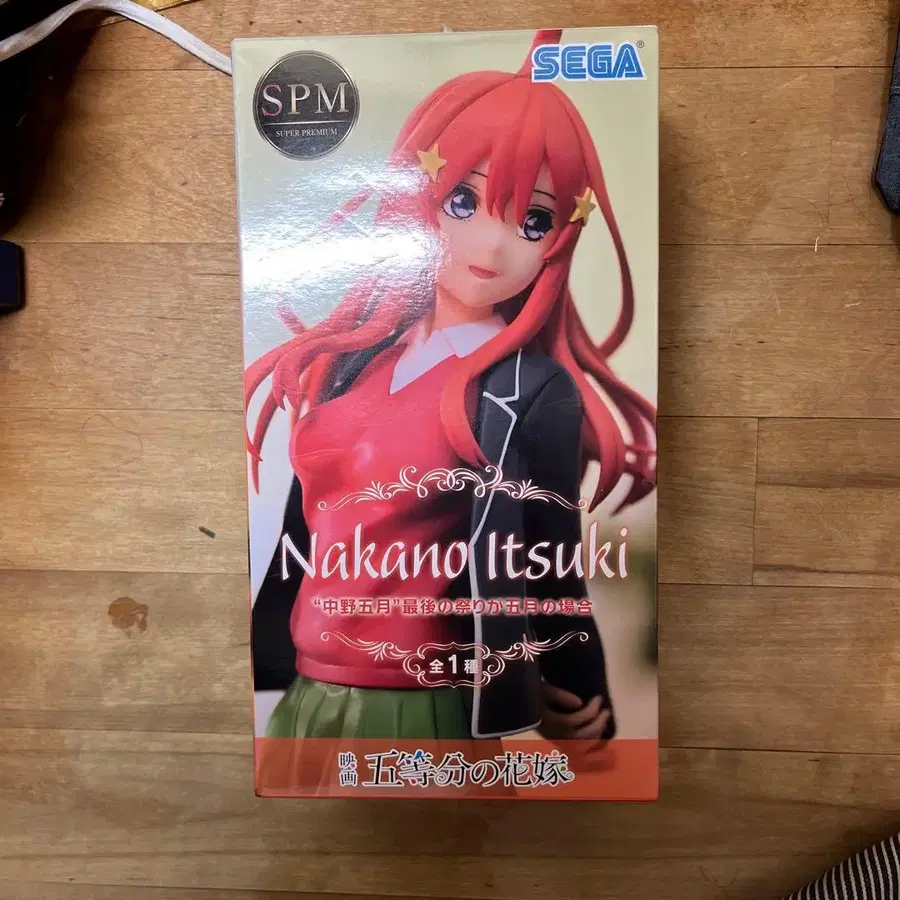 SPM
SUPER PREMIUM
SEGA®
Nakano Itsuki
“中野五月”最後の祭りが五月の場合
全1種
映画 五等分の花嫁